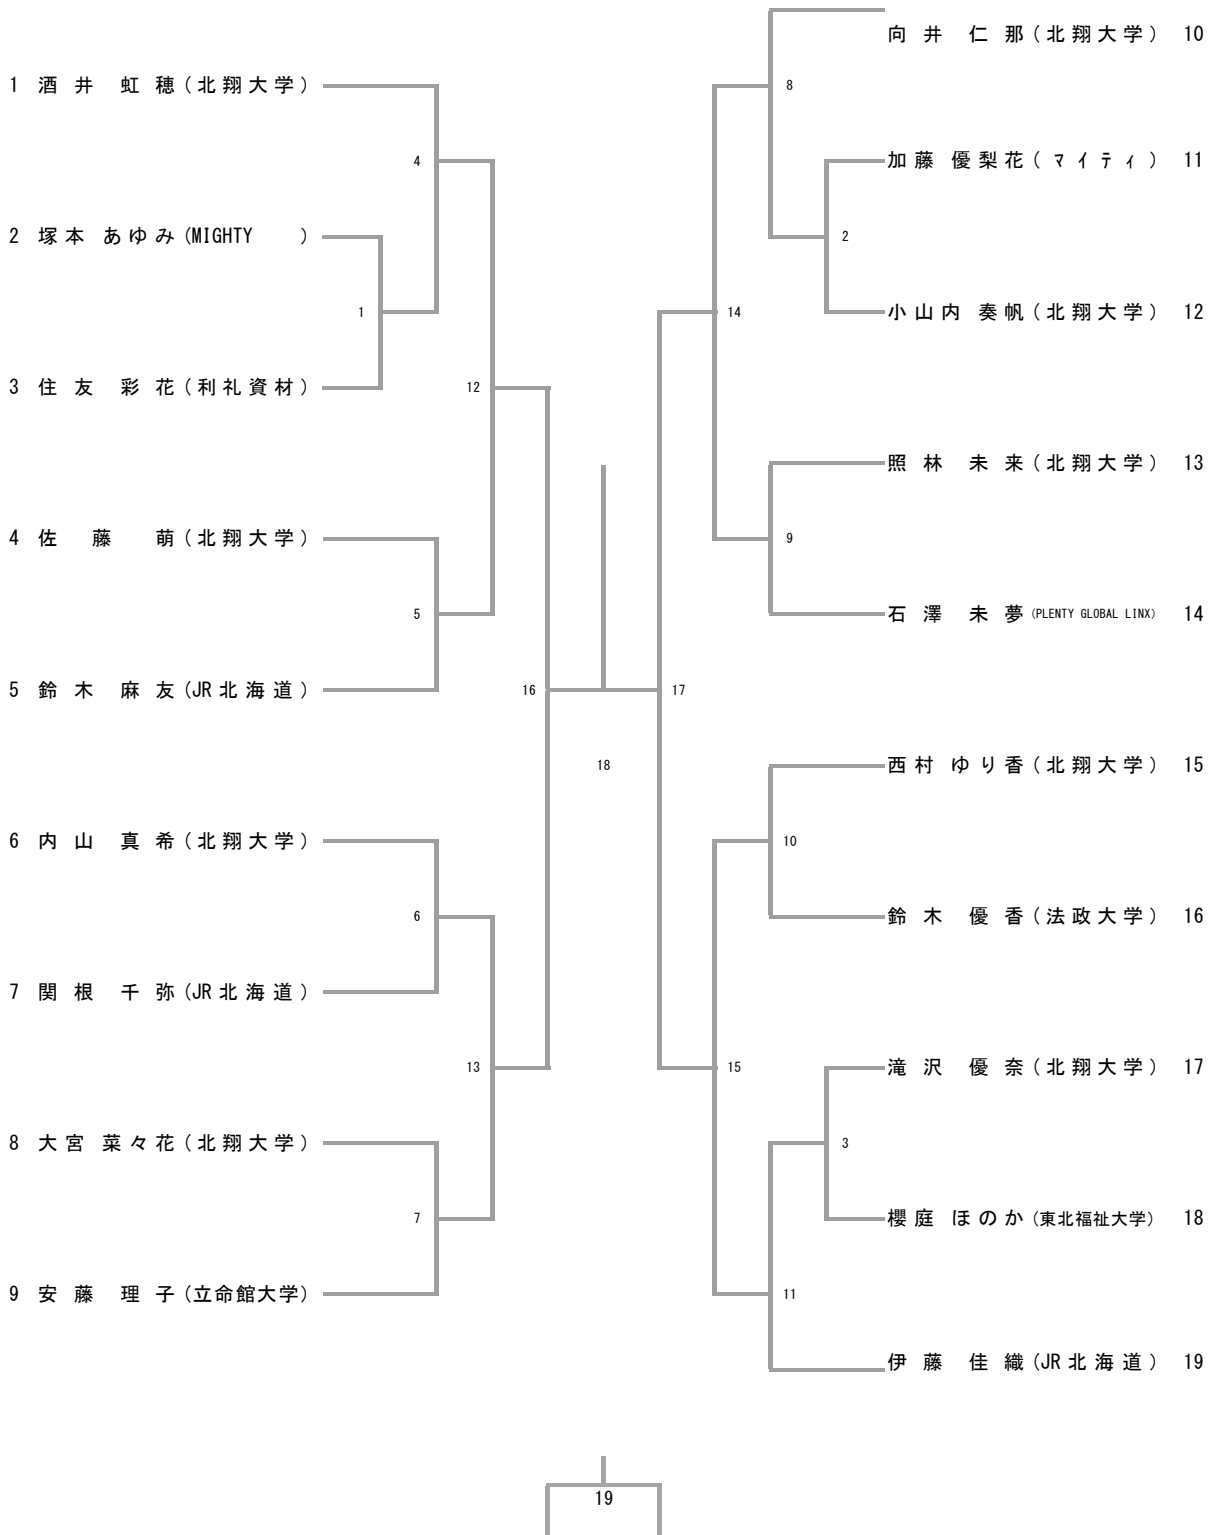 向井 仁那(北翔大学) 10
1 酒井 虹穂(北翔大学)
8
4
加藤 優梨花(マイティ) 11
2 塚本 あゆみ(MIGHTY )
2
1
14
小山内 奏帆(北翔大学) 12
3 住友 彩花(利礼資材)
12
照林 未来(北翔大学) 13
4 佐藤 萌(北翔大学)
9
5
石澤 未夢(PLENTY GLOBAL LINX) 14
5 鈴木 麻友(JR北海道)
16
17
18
西村 ゆり香(北翔大学) 15
6 内山 真希(北翔大学)
10
6
鈴木 優香(法政大学) 16
7 関根 千弥(JR北海道)
13
15
滝沢 優奈(北翔大学) 17
8 大宮 菜々花(北翔大学)
3
7
櫻庭 ほのか(東北福祉大学) 18
9 安藤 理子(立命館大学)
11
伊藤 佳織(JR北海道) 19
19